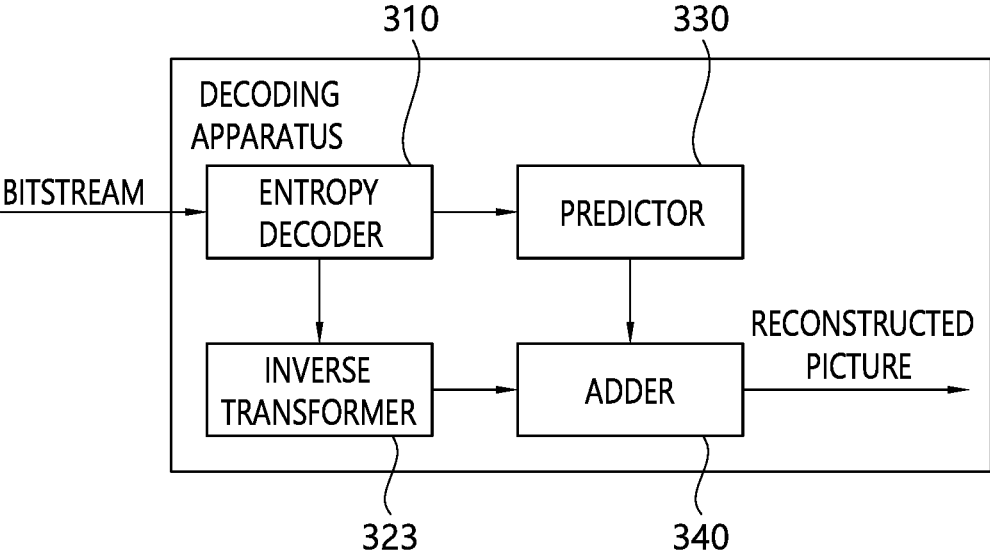 310
330
DECODING
APPARATUS
BITSTREAM
ENTROPY
DECODER
PREDICTOR
RECONSTRUCTED
PICTURE
INVERSE
TRANSFORMER
ADDER
323
340